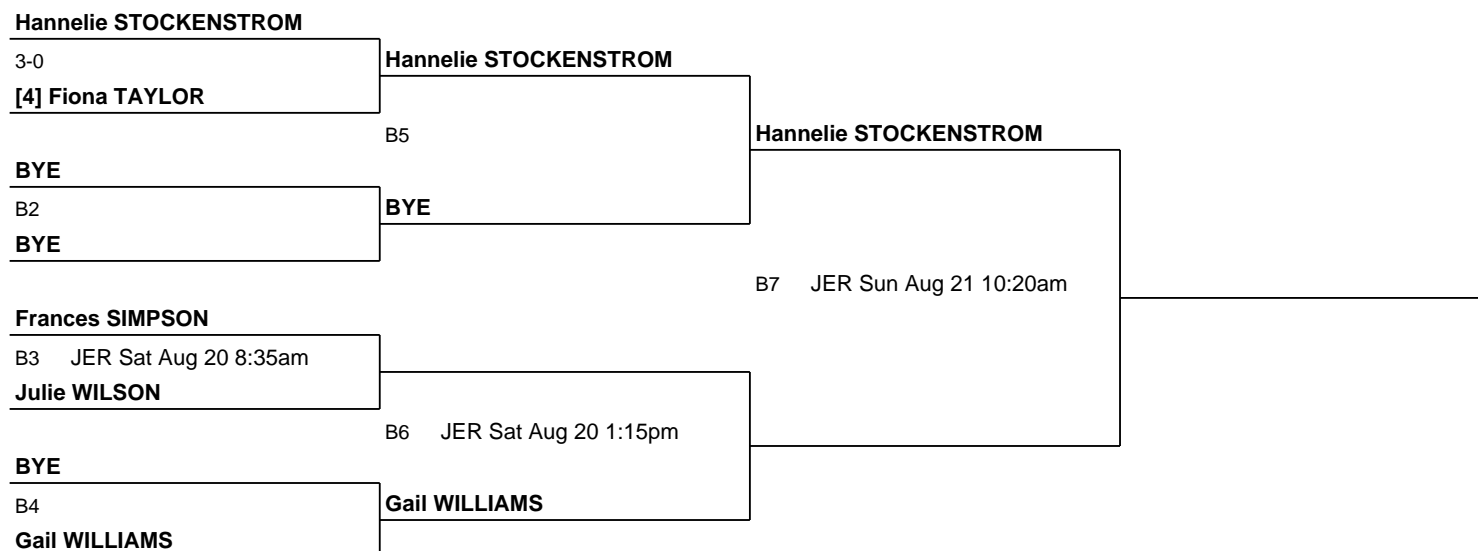 Hannelie STOCKENSTROM
3-0
Hannelie STOCKENSTROM
[4] Fiona TAYLOR
B5
Hannelie STOCKENSTROM
BYE
B2
BYE
BYE
B7 JER Sun Aug 21 10:20am
Frances SIMPSON
B3 JER Sat Aug 20 8:35am
Julie WILSON
B6 JER Sat Aug 20 1:15pm
BYE
B4
Gail WILLIAMS
Gail WILLIAMS